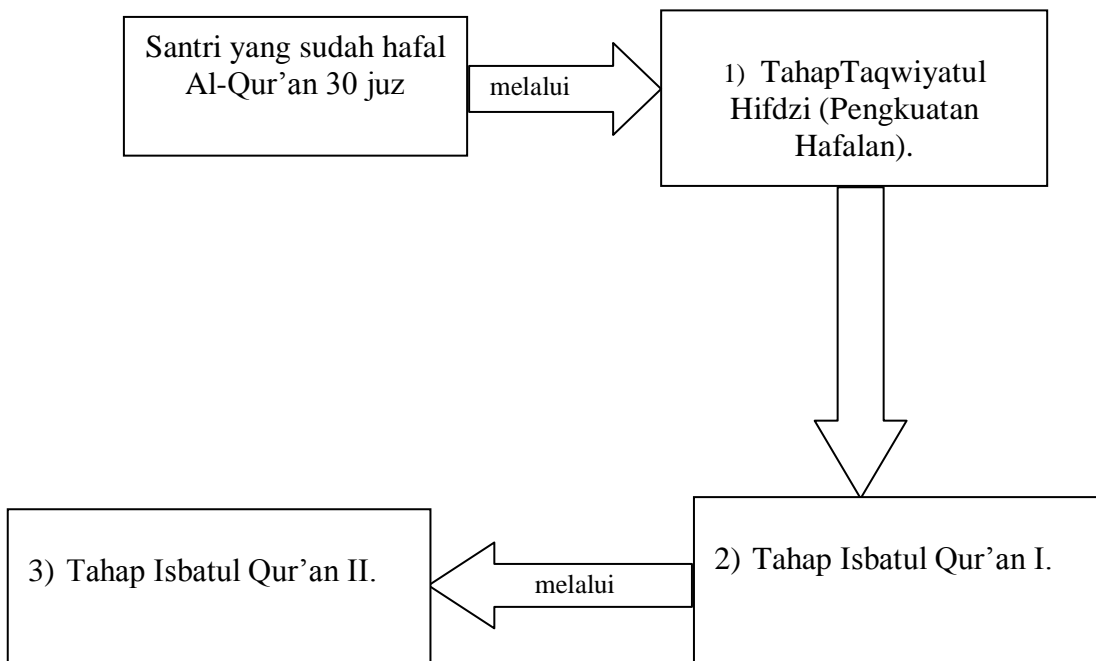 Santri yang sudah hafal
Al-Qur’an 30 juz
melalui
1) TahapTaqwiyatul
Hifdzi (Pengkuatan
Hafalan).
2) Tahap Isbatul Qur’an I.
melalui
3) Tahap Isbatul Qur’an II.